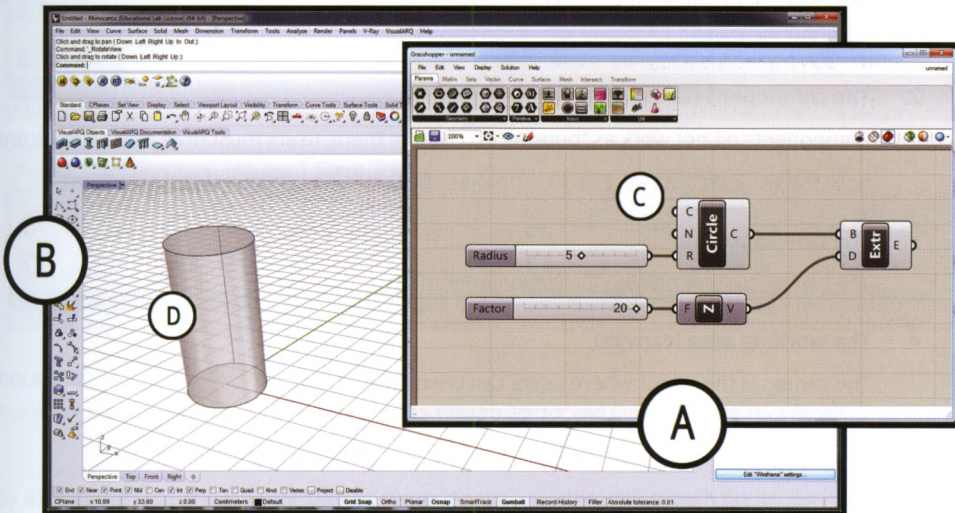 Untitled - Rhinoceros (Educational Lab License) (64-bit) - [Perspective]
File Edit View Curve Surface Solid Mesh Dimension Transform Tools Analyze Render Panels V-Ray VisualARQ Help
Click and drag to pan ( Down Left Right Up In Out ):
Command: '_RotateView
Click and drag to rotate ( Down Left Right Up ):
Command:
Standard CPlanes Set View Display Select Viewport Layout Visibility Transform Curve Tools Surface Tools Solid
VisualARQ Objects VisualARQ Documentation VisualARQ Tools
Perspective
B
D
z
y
x
Perspective Top Front Right
End Near Point Mid Cen Int Perp Tan Quad Knot Vertex Project Disable
CPlane x 10.99 y 33.60 z 0.00 Centimeters Default Grid Snap Ortho Planar Osnap SmartTrack Gumball Record History Filter Absolute tolerance: 0.01
Edit "Wireframe" settings...
Grasshopper - unnamed
File Edit View Display Solution Help unnamed
Params Maths Sets Vector Curve Surface Mesh Intersect Transform
Geometry Primitive Input Util
100%
C
C N R Circle C
Radius 5
Factor 20
F Z V
B D Extr E
A